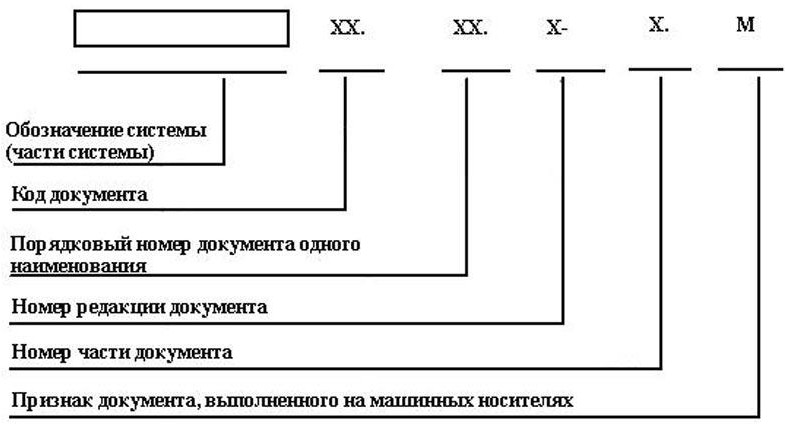 XX. XX. X- X. М
Обозначение системы
(части системы)
Код документа
Порядковый номер документа одного
наименования
Номер редакции документа
Номер части документа
Признак документа, выполненного на машинных носителях